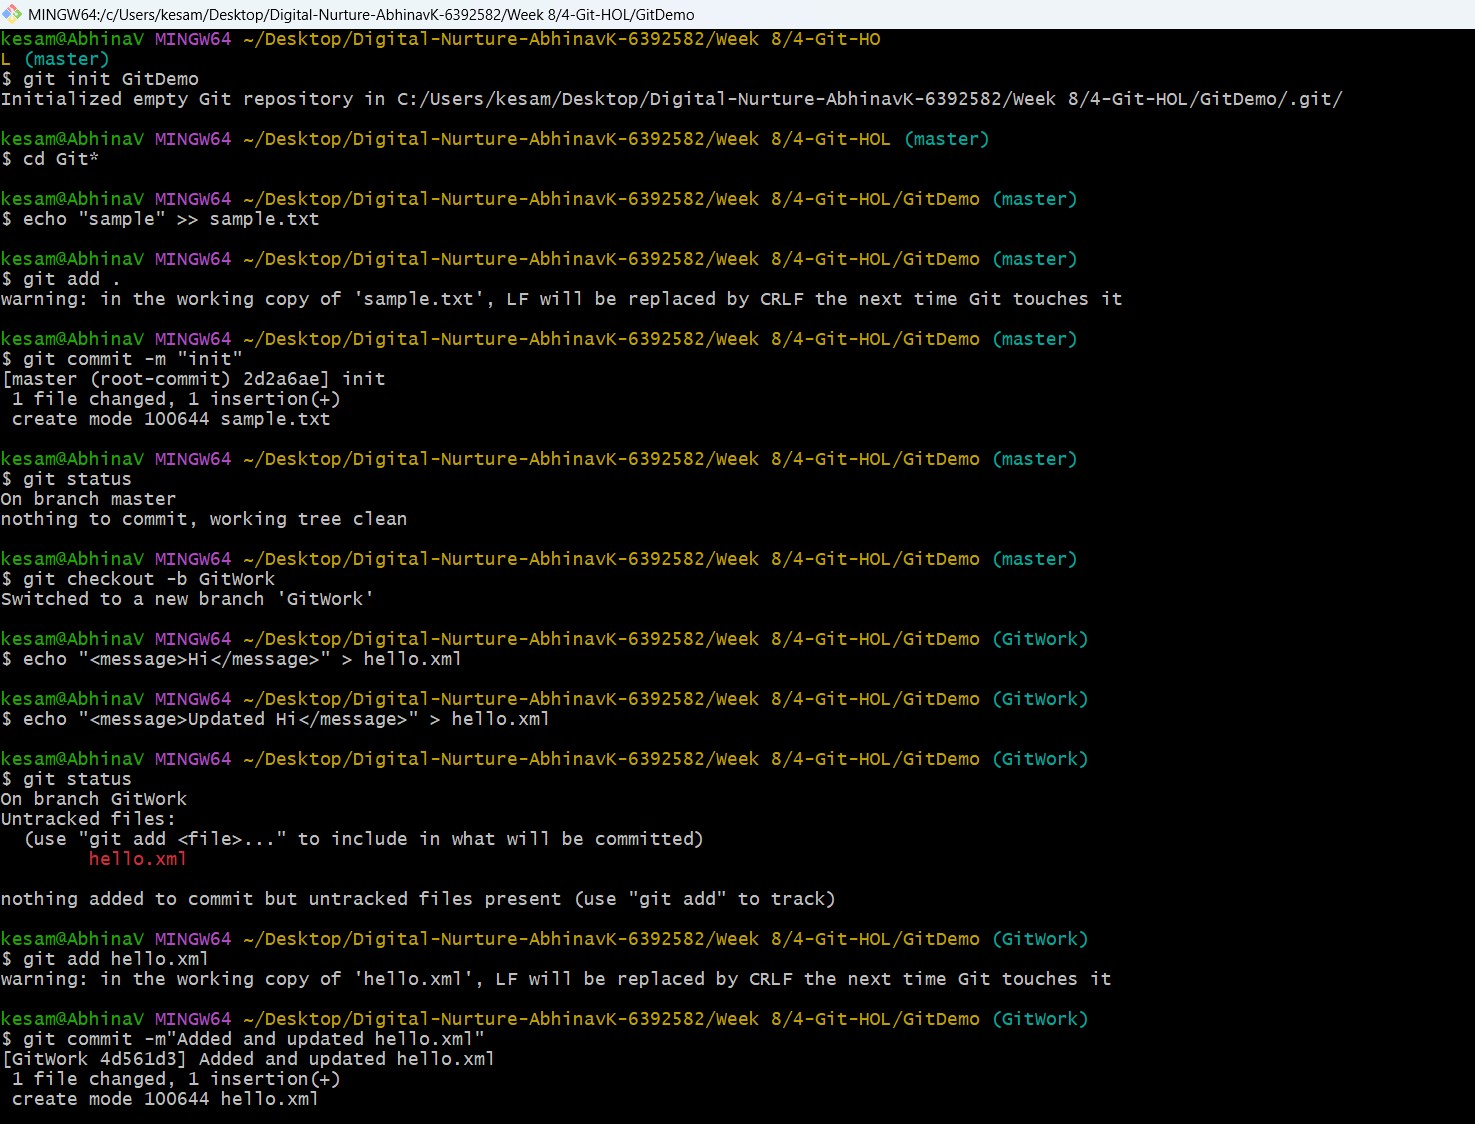 MINGW64:/c/Users/kesam/Desktop/Digital-Nurture-AbhinavK-6392582/Week 8/4-Git-HOL/GitDemo
kesam@AbhinaV MINGW64 ~/Desktop/Digital-Nurture-AbhinavK-6392582/Week 8/4-Git-HO
L (master)
$ git init GitDemo
Initialized empty Git repository in C:/Users/kesam/Desktop/Digital-Nurture-AbhinavK-6392582/Week 8/4-Git-HOL/GitDemo/.git/
kesam@AbhinaV MINGW64 ~/Desktop/Digital-Nurture-AbhinavK-6392582/Week 8/4-Git-HOL (master)
$ cd Git*
kesam@AbhinaV MINGW64 ~/Desktop/Digital-Nurture-AbhinavK-6392582/Week 8/4-Git-HOL/GitDemo (master)
$ echo "sample" >> sample.txt
kesam@AbhinaV MINGW64 ~/Desktop/Digital-Nurture-AbhinavK-6392582/Week 8/4-Git-HOL/GitDemo (master)
$ git add .
warning: in the working copy of 'sample.txt', LF will be replaced by CRLF the next time Git touches it
kesam@AbhinaV MINGW64 ~/Desktop/Digital-Nurture-AbhinavK-6392582/Week 8/4-Git-HOL/GitDemo (master)
$ git commit -m "init"
[master (root-commit) 2d2a6ae] init
 1 file changed, 1 insertion(+)
 create mode 100644 sample.txt
kesam@AbhinaV MINGW64 ~/Desktop/Digital-Nurture-AbhinavK-6392582/Week 8/4-Git-HOL/GitDemo (master)
$ git status
On branch master
nothing to commit, working tree clean
kesam@AbhinaV MINGW64 ~/Desktop/Digital-Nurture-AbhinavK-6392582/Week 8/4-Git-HOL/GitDemo (master)
$ git checkout -b GitWork
Switched to a new branch 'GitWork'
kesam@AbhinaV MINGW64 ~/Desktop/Digital-Nurture-AbhinavK-6392582/Week 8/4-Git-HOL/GitDemo (GitWork)
$ echo "<message>Hi</message>" > hello.xml
kesam@AbhinaV MINGW64 ~/Desktop/Digital-Nurture-AbhinavK-6392582/Week 8/4-Git-HOL/GitDemo (GitWork)
$ echo "<message>Updated Hi</message>" > hello.xml
kesam@AbhinaV MINGW64 ~/Desktop/Digital-Nurture-AbhinavK-6392582/Week 8/4-Git-HOL/GitDemo (GitWork)
$ git status
On branch GitWork
Untracked files:
  (use "git add <file>..." to include in what will be committed)
        hello.xml
nothing added to commit but untracked files present (use "git add" to track)
kesam@AbhinaV MINGW64 ~/Desktop/Digital-Nurture-AbhinavK-6392582/Week 8/4-Git-HOL/GitDemo (GitWork)
$ git add hello.xml
warning: in the working copy of 'hello.xml', LF will be replaced by CRLF the next time Git touches it
kesam@AbhinaV MINGW64 ~/Desktop/Digital-Nurture-AbhinavK-6392582/Week 8/4-Git-HOL/GitDemo (GitWork)
$ git commit -m"Added and updated hello.xml"
[GitWork 4d561d3] Added and updated hello.xml
 1 file changed, 1 insertion(+)
 create mode 100644 hello.xml